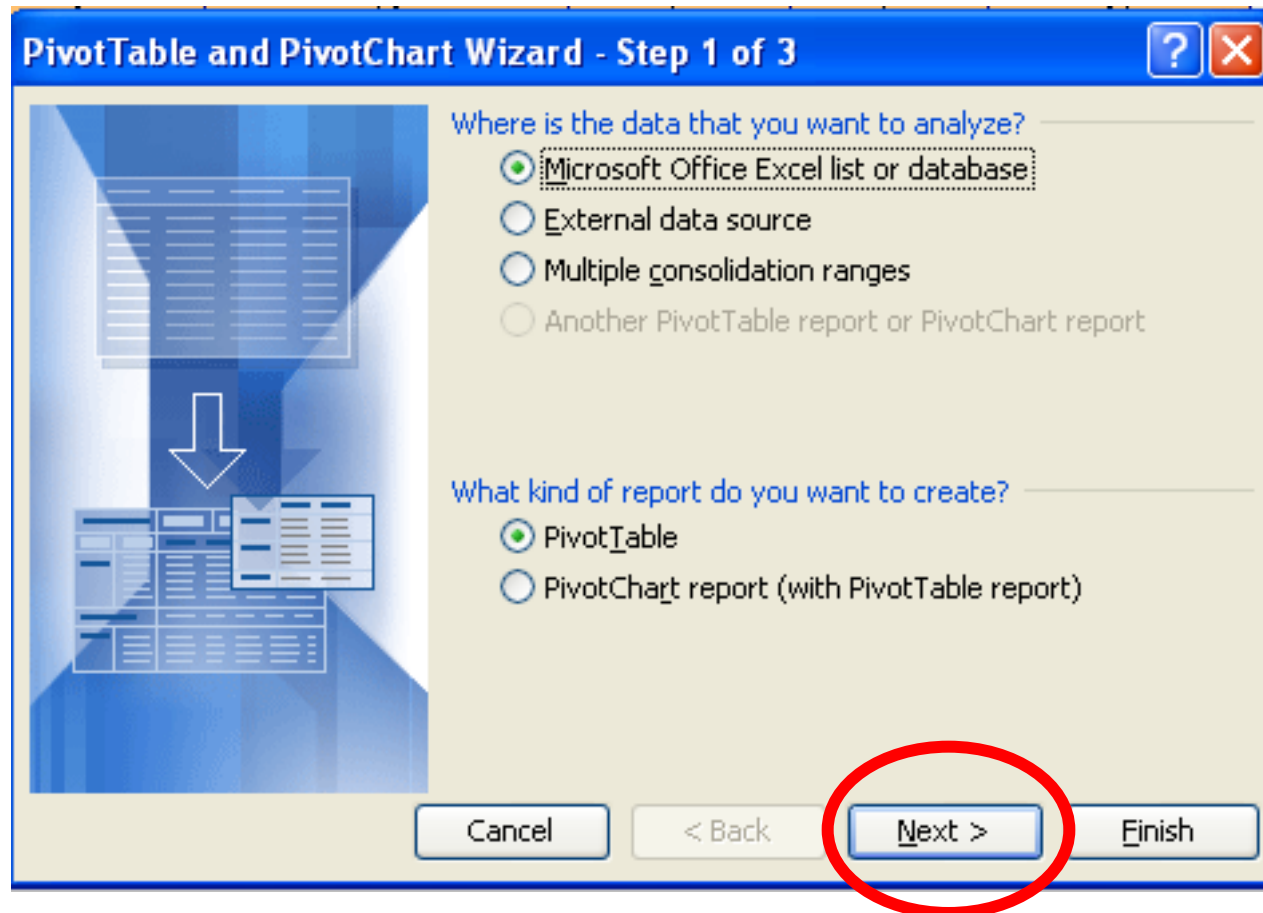 PivotTable and PivotChart Wizard - Step 1 of 3
Where is the data that you want to analyze?
Microsoft Office Excel list or database
External data source
Multiple consolidation ranges
Another PivotTable report or PivotChart report
What kind of report do you want to create?
PivotTable
PivotChart report (with PivotTable report)
Cancel
< Back
Next >
Finish